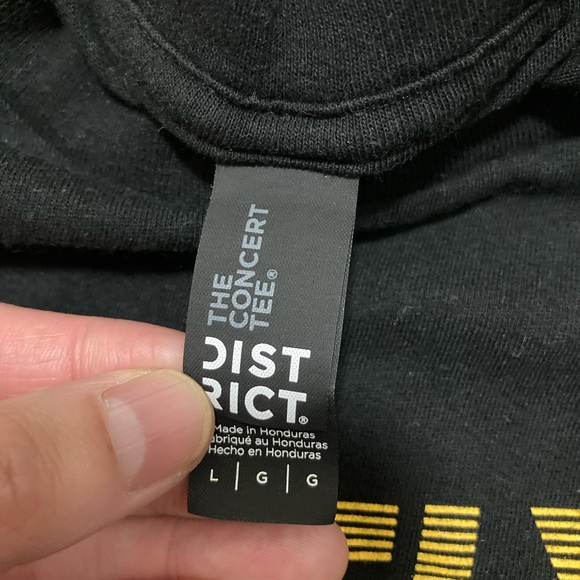 THE
CONCERT
TEE®
DIST
RICT®
Made in Honduras
abriqué au Honduras
Hecho en Honduras
L | G | G